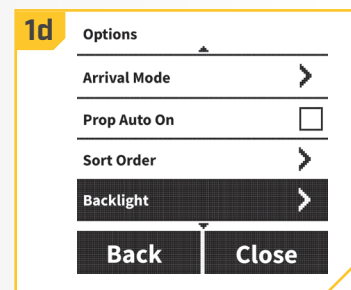 1d
Options
Arrival Mode
Prop Auto On
Sort Order
Backlight
Back
Close